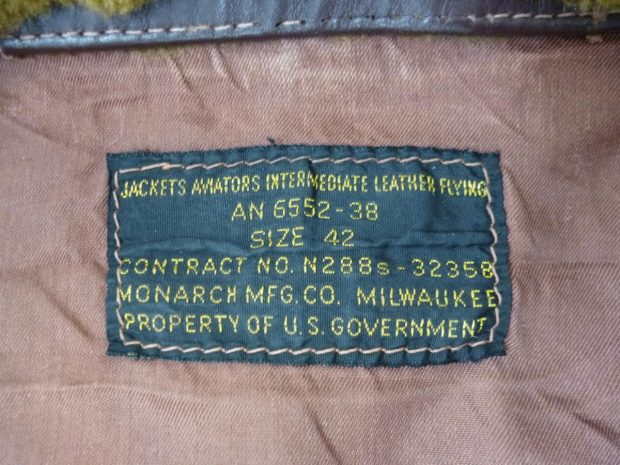 JACKETS AVIATORS INTERMEDIATE LEATHER FLYING
AN 6552-38
SIZE 42
CONTRACT NO. N288s-32358
MONARCH MFG. CO. MILWAUKEE
PROPERTY OF U.S. GOVERNMENT